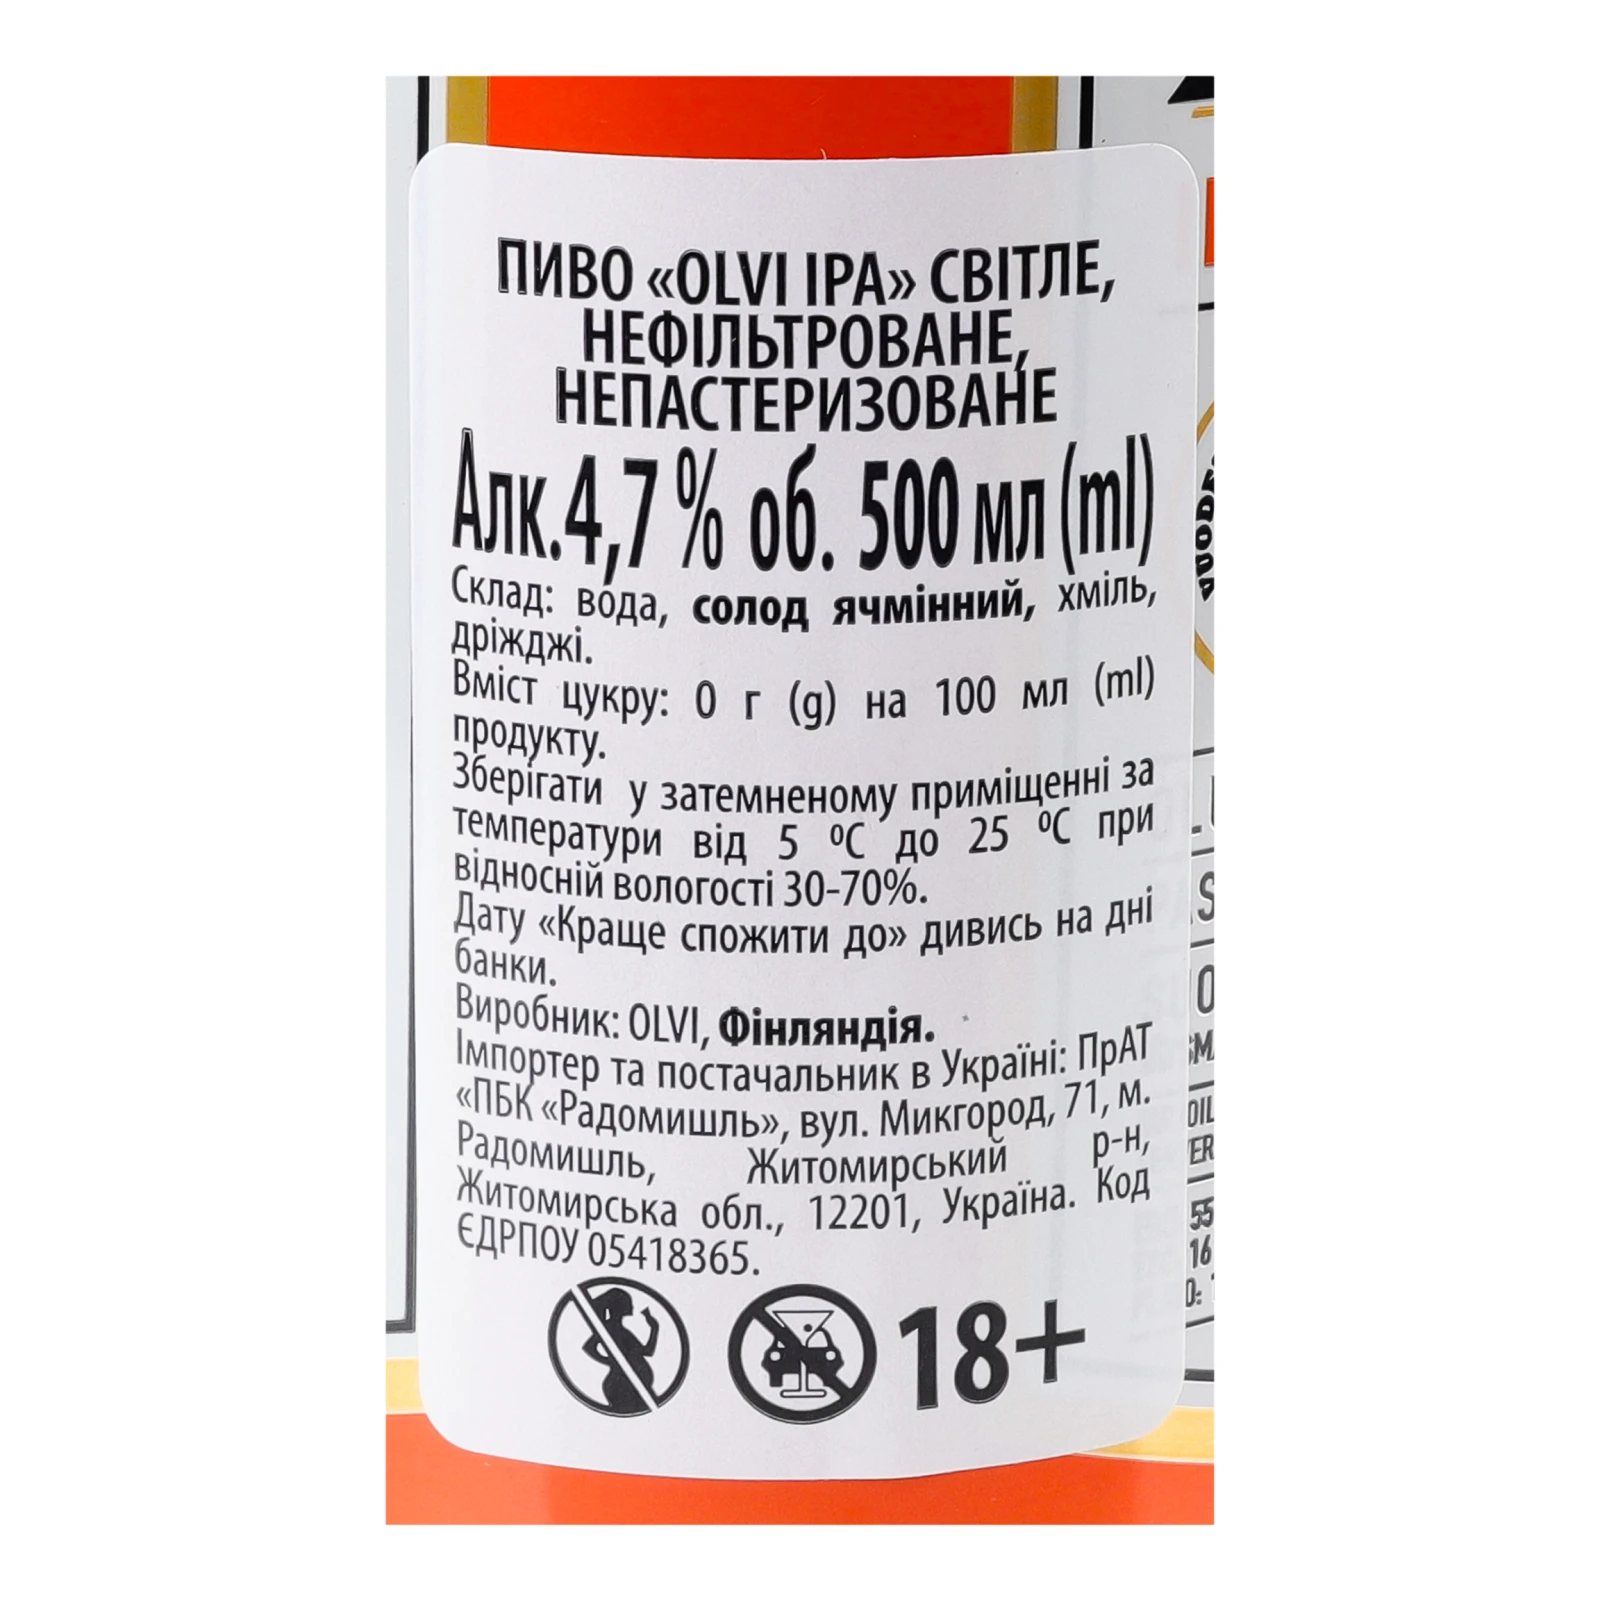 ПИВО «OLVI IPA» СВІТЛЕ,
НЕФІЛЬТРОВАНЕ,
НЕПАСТЕРИЗОВАНЕ
Алк.4,7 % об. 500 мл (ml)
Склад: вода, солод ячмінний, хміль,
дріжджі.
Вміст цукру: 0 г (g) на 100 мл (ml)
продукту.
Зберігати у затемненому приміщенні за
температури від 5 ºС до 25 ºС при
відносній вологості 30-70%.
Дату «Краще спожити до» дивись на дні
банки.
Виробник: OLVI, Фінляндія.
Імпортер та постачальник в Україні: ПрАТ
«ПБК «Радомишль», вул. Микгород, 71, м.
Радомишль, Житомирський р-н,
Житомирська обл., 12201, Україна. Код
ЄДРПОУ 05418365.
18+